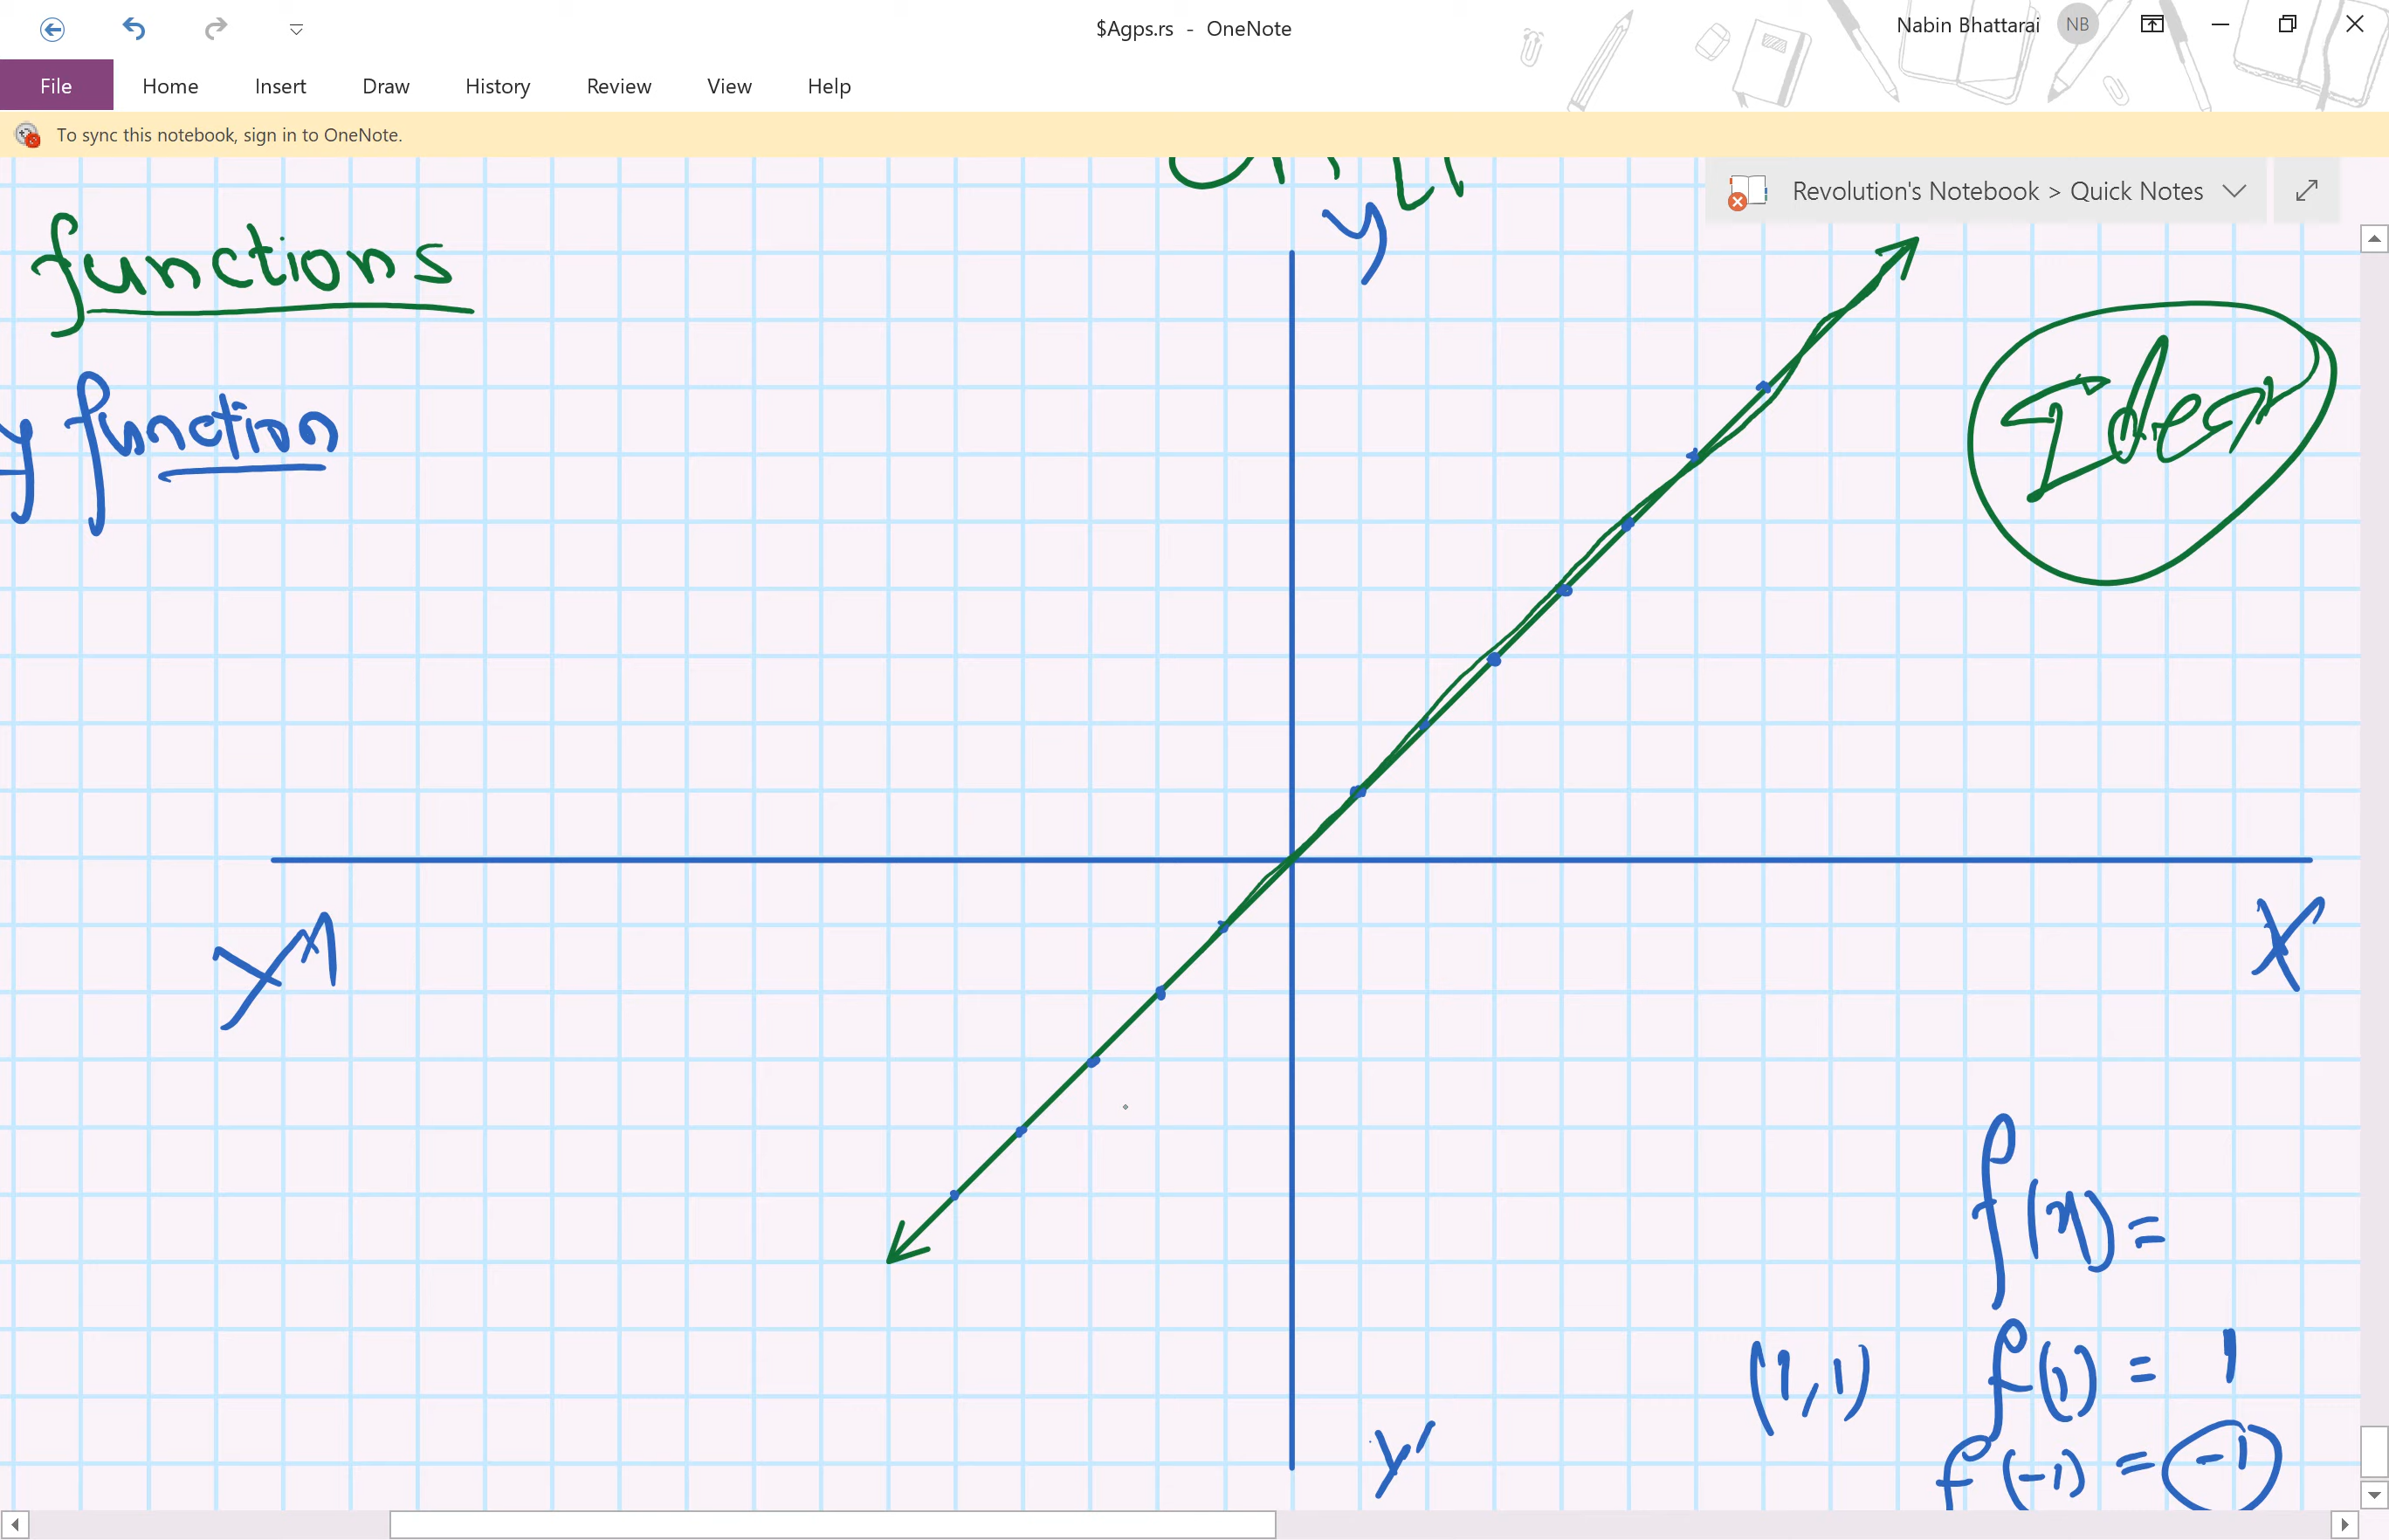 $Agps.rs - OneNote
Nabin Bhattarai NB
File Home Insert Draw History Review View Help
To sync this notebook, sign in to OneNote.
Revolution's Notebook > Quick Notes
functions
y
y function
X'
X
f(x) =
(1,1) f(1) = 1
y'
f(-1) = -1